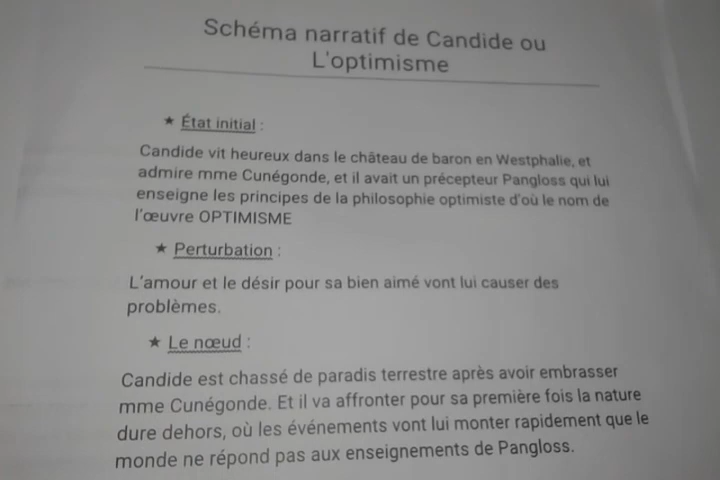 Schéma narratif de Candide ou
L'optimisme
★ État initial :
Candide vit heureux dans le château de baron en Westphalie, et
admire mme Cunégonde, et il avait un précepteur Pangloss qui lui
enseigne les principes de la philosophie optimiste d'où le nom de
l'œuvre OPTIMISME
★ Perturbation :
L'amour et le désir pour sa bien aimé vont lui causer des
problèmes.
★ Le nœud :
Candide est chassé de paradis terrestre après avoir embrasser
mme Cunégonde. Et il va affronter pour sa première fois la nature
dure dehors, où les événements vont lui monter rapidement que le
monde ne répond pas aux enseignements de Pangloss.